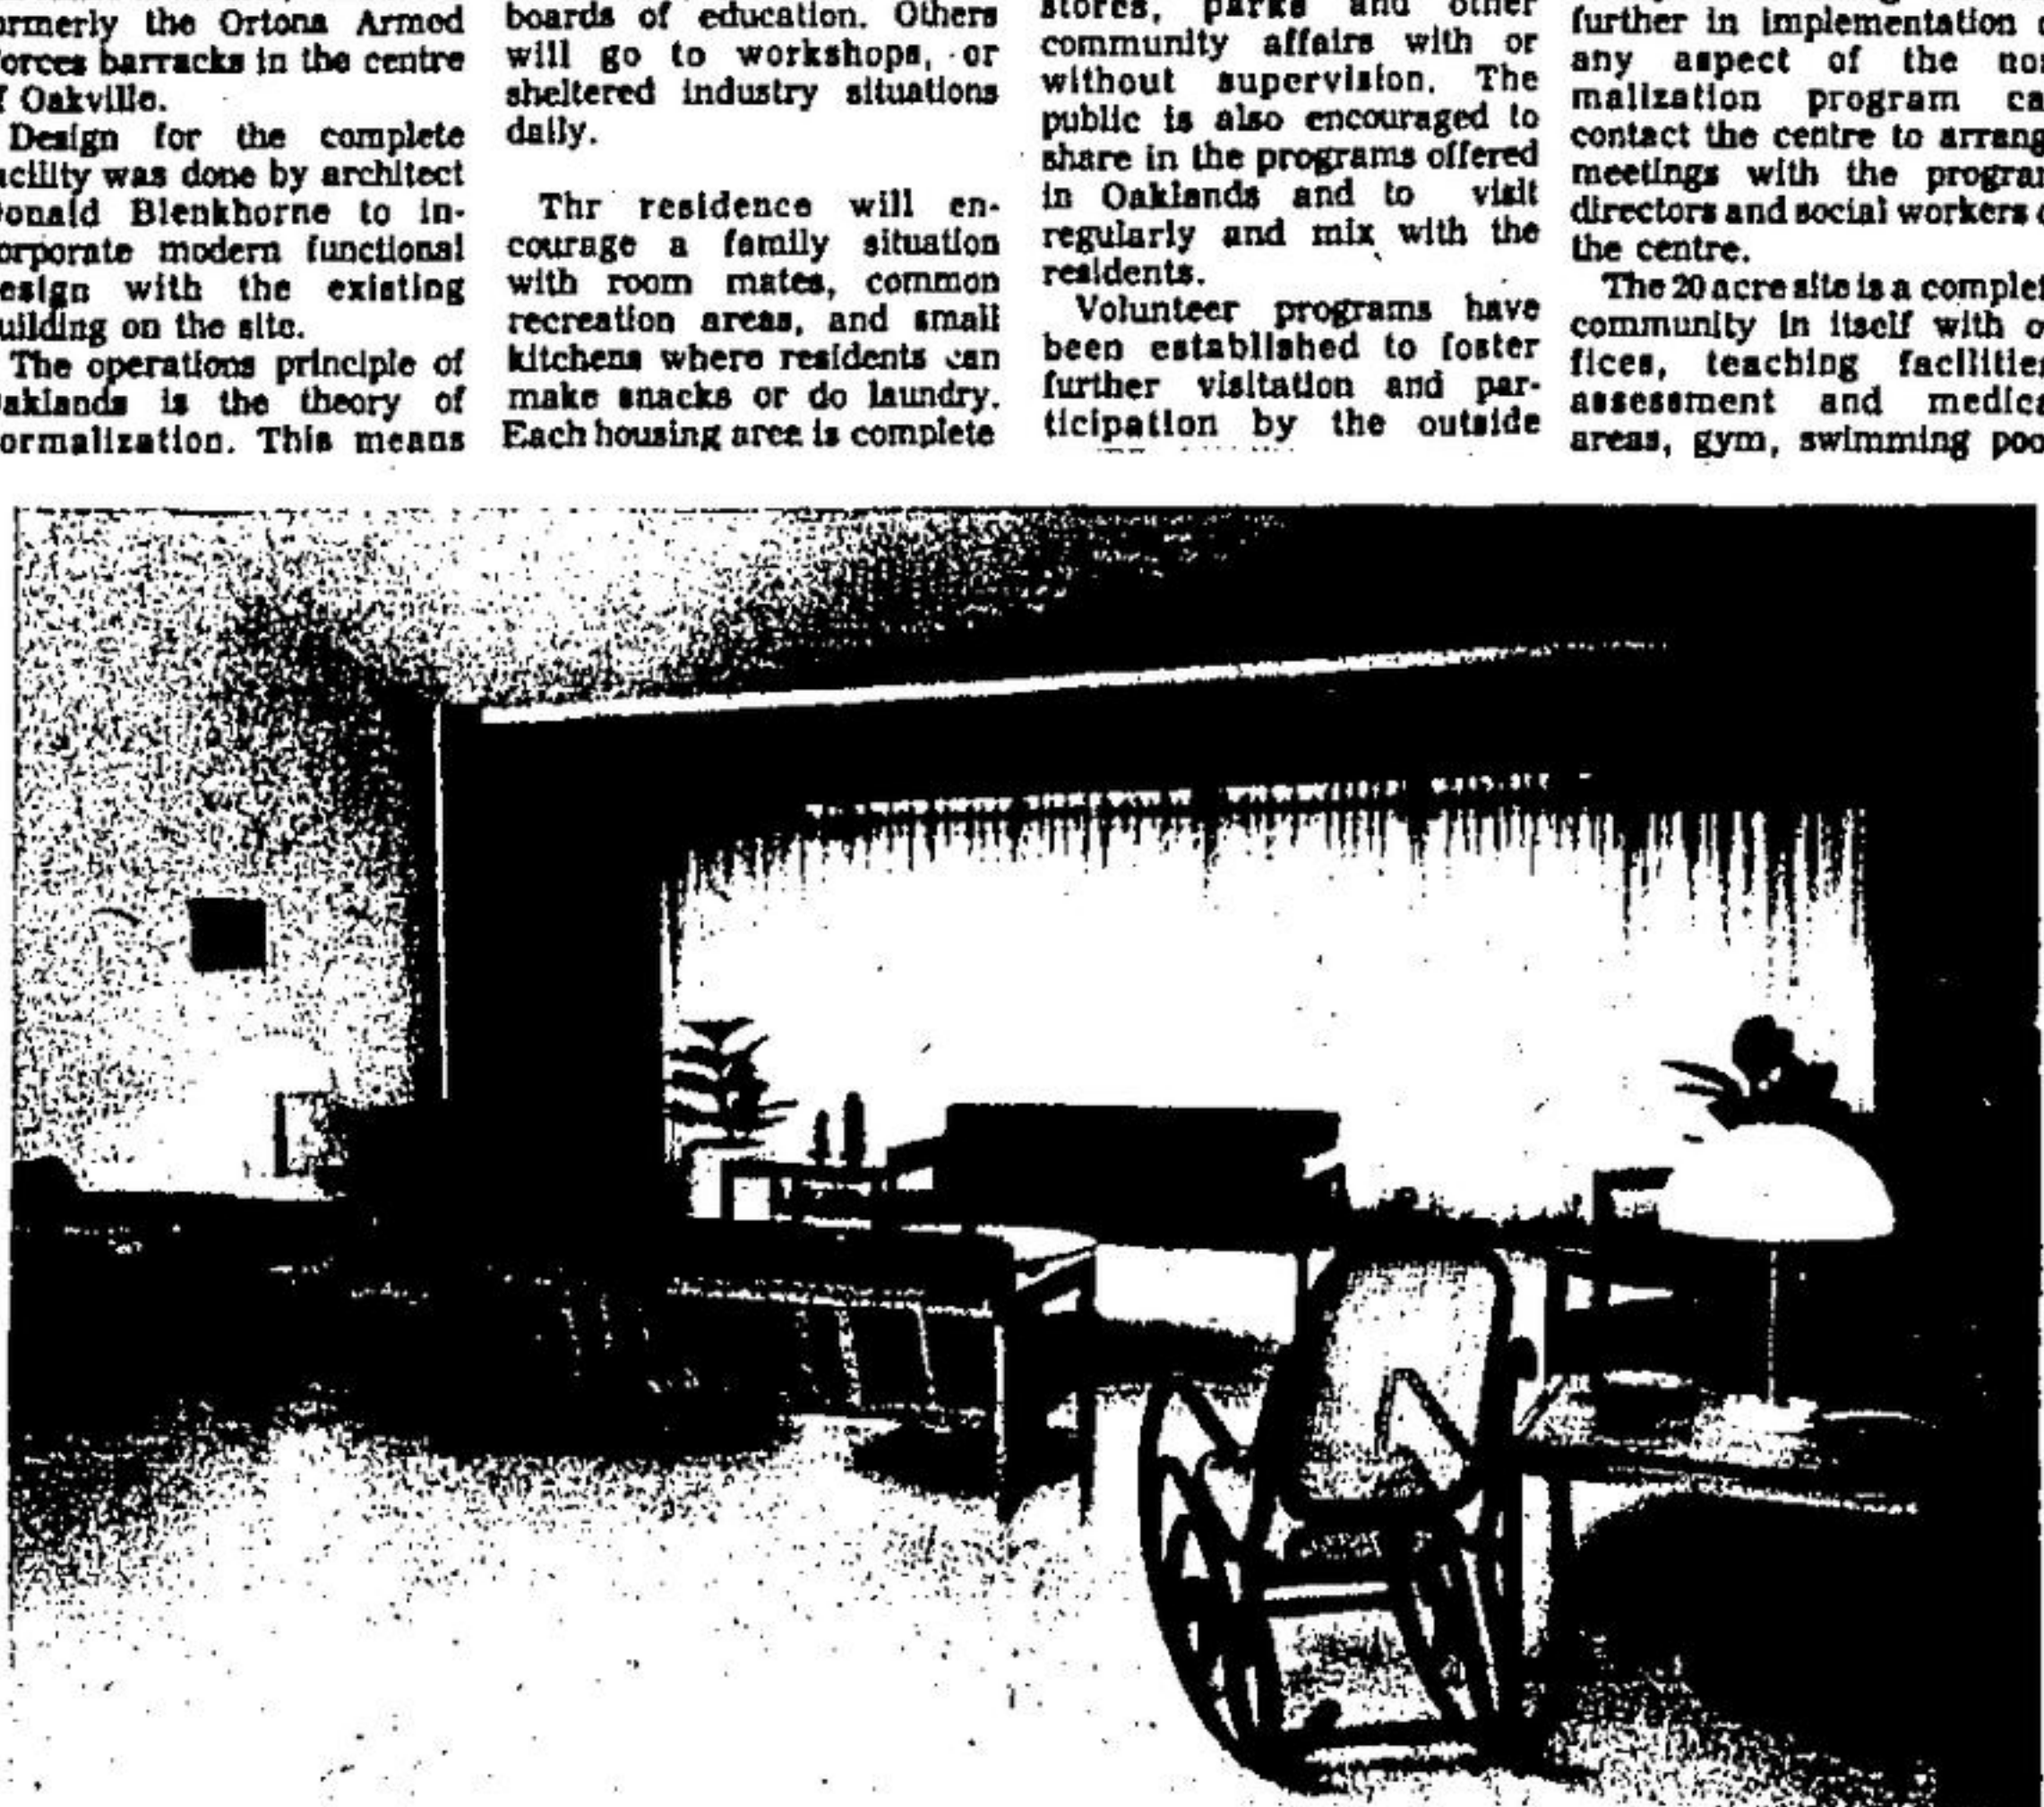 ormerly the Ortona Armed
orces barracks in the centre
f Oakville.
Design for the complete
acility was done by architect
onald Blenkhorne to in-
orporate modern functional
esign with the existing
uilding on the site.
The operations principle of
aklands is the theory of
ormalization. This means
boards of education. Others
will go to workshops, or
sheltered industry situations
daily.
Thr residence will en-
courage a family situation
with room mates, common
recreation areas, and small
kitchens where residents can
make snacks or do laundry.
Each housing area is complete
stores, parks and other
community affairs with or
without supervision. The
public is also encouraged to
share in the programs offered
in Oaklands and to visit
regularly and mix with the
residents.
Volunteer programs have
been established to foster
further visitation and par-
ticipation by the outside
further in implementation
any aspect of the nor
malization program ca
contact the centre to arrang
meetings with the program
directors and social workers
the centre.
The 20 acre site is a complet
community in itself with of
fices, teaching facilities
assessment and medica
areas, gym, swimming poo